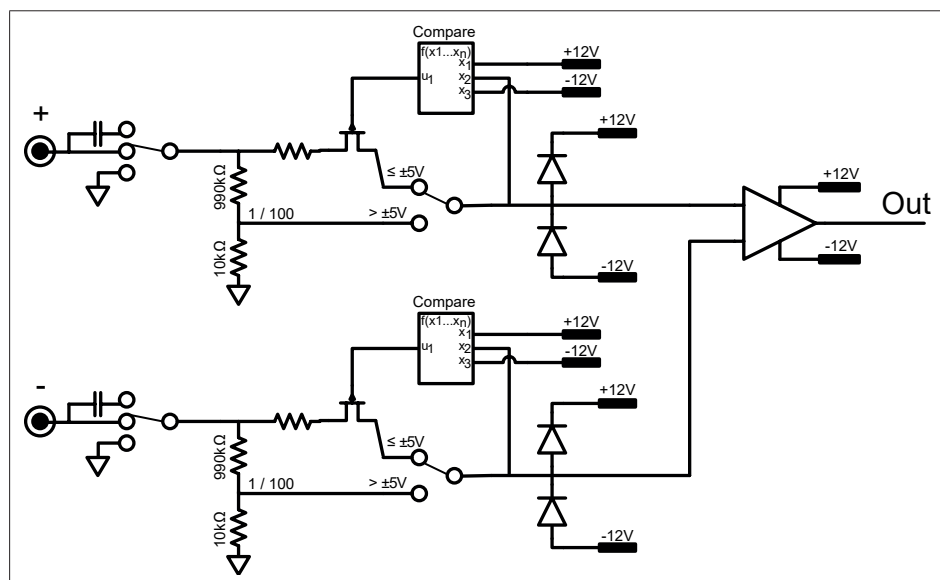 Compare
f(x1...xn)
u1
x1
x2
x3
+12V
-12V
+
+12V
≤ ±5V
990kΩ
1 / 100
> ±5V
10kΩ
-12V
+12V
Out
-12V
Compare
f(x1...xn)
u1
x1
x2
x3
+12V
-12V
-
+12V
≤ ±5V
990kΩ
1 / 100
> ±5V
10kΩ
-12V